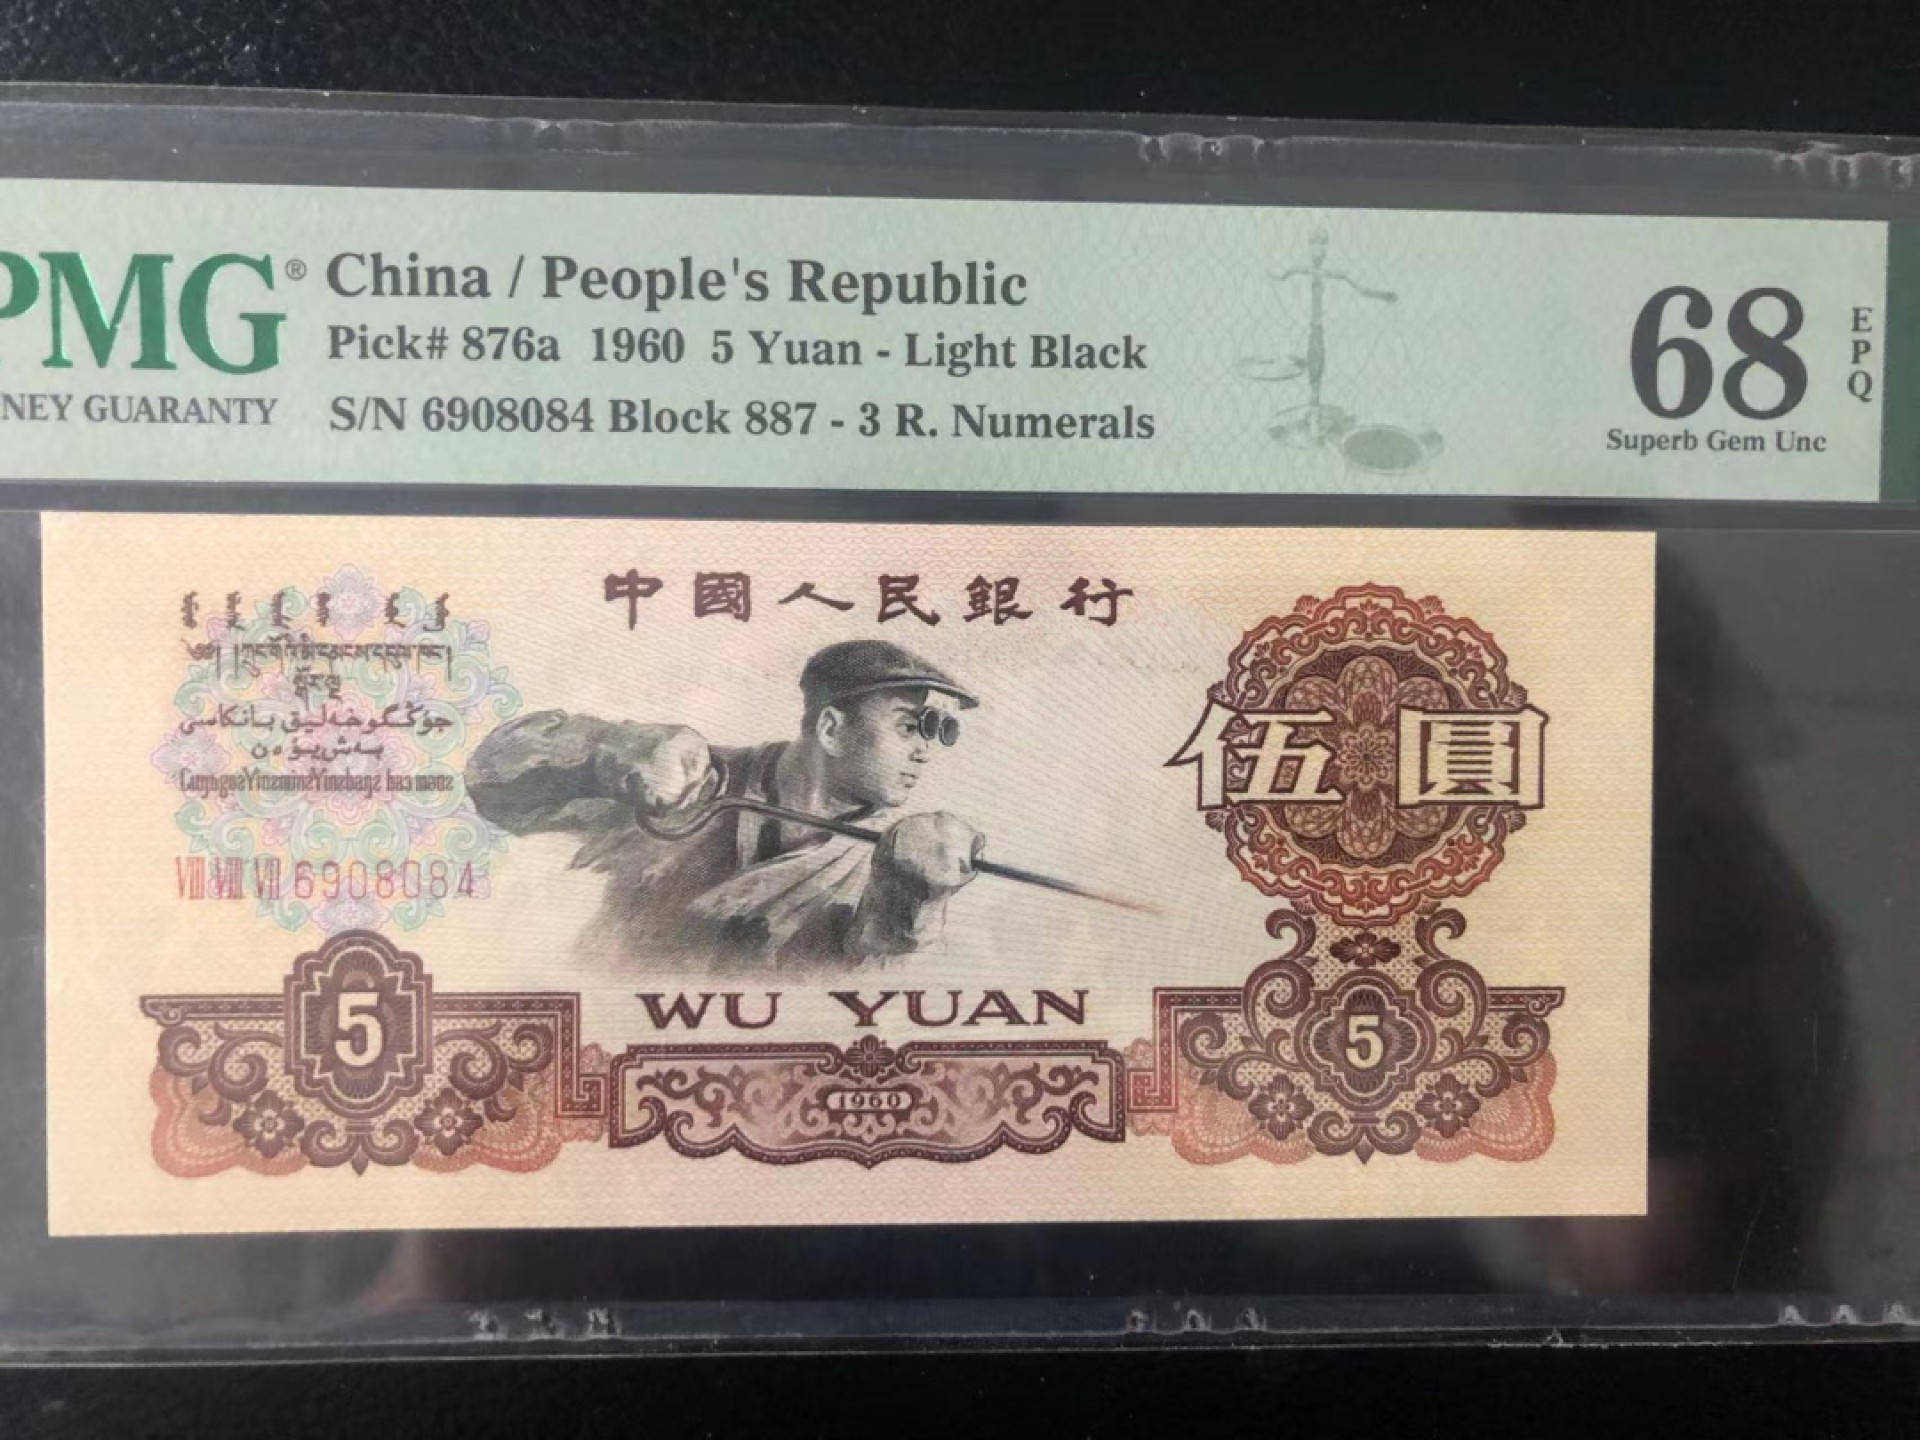 PMG® China / People's Republic
Pick# 876a 1960 5 Yuan - Light Black
NEY GUARANTY S/N 6908084 Block 887 - 3 R. Numerals
68
EPQ
Superb Gem Unc
中國人民銀行
伍圓
VIII VIII VII 6908084
WU YUAN
5
5
1960